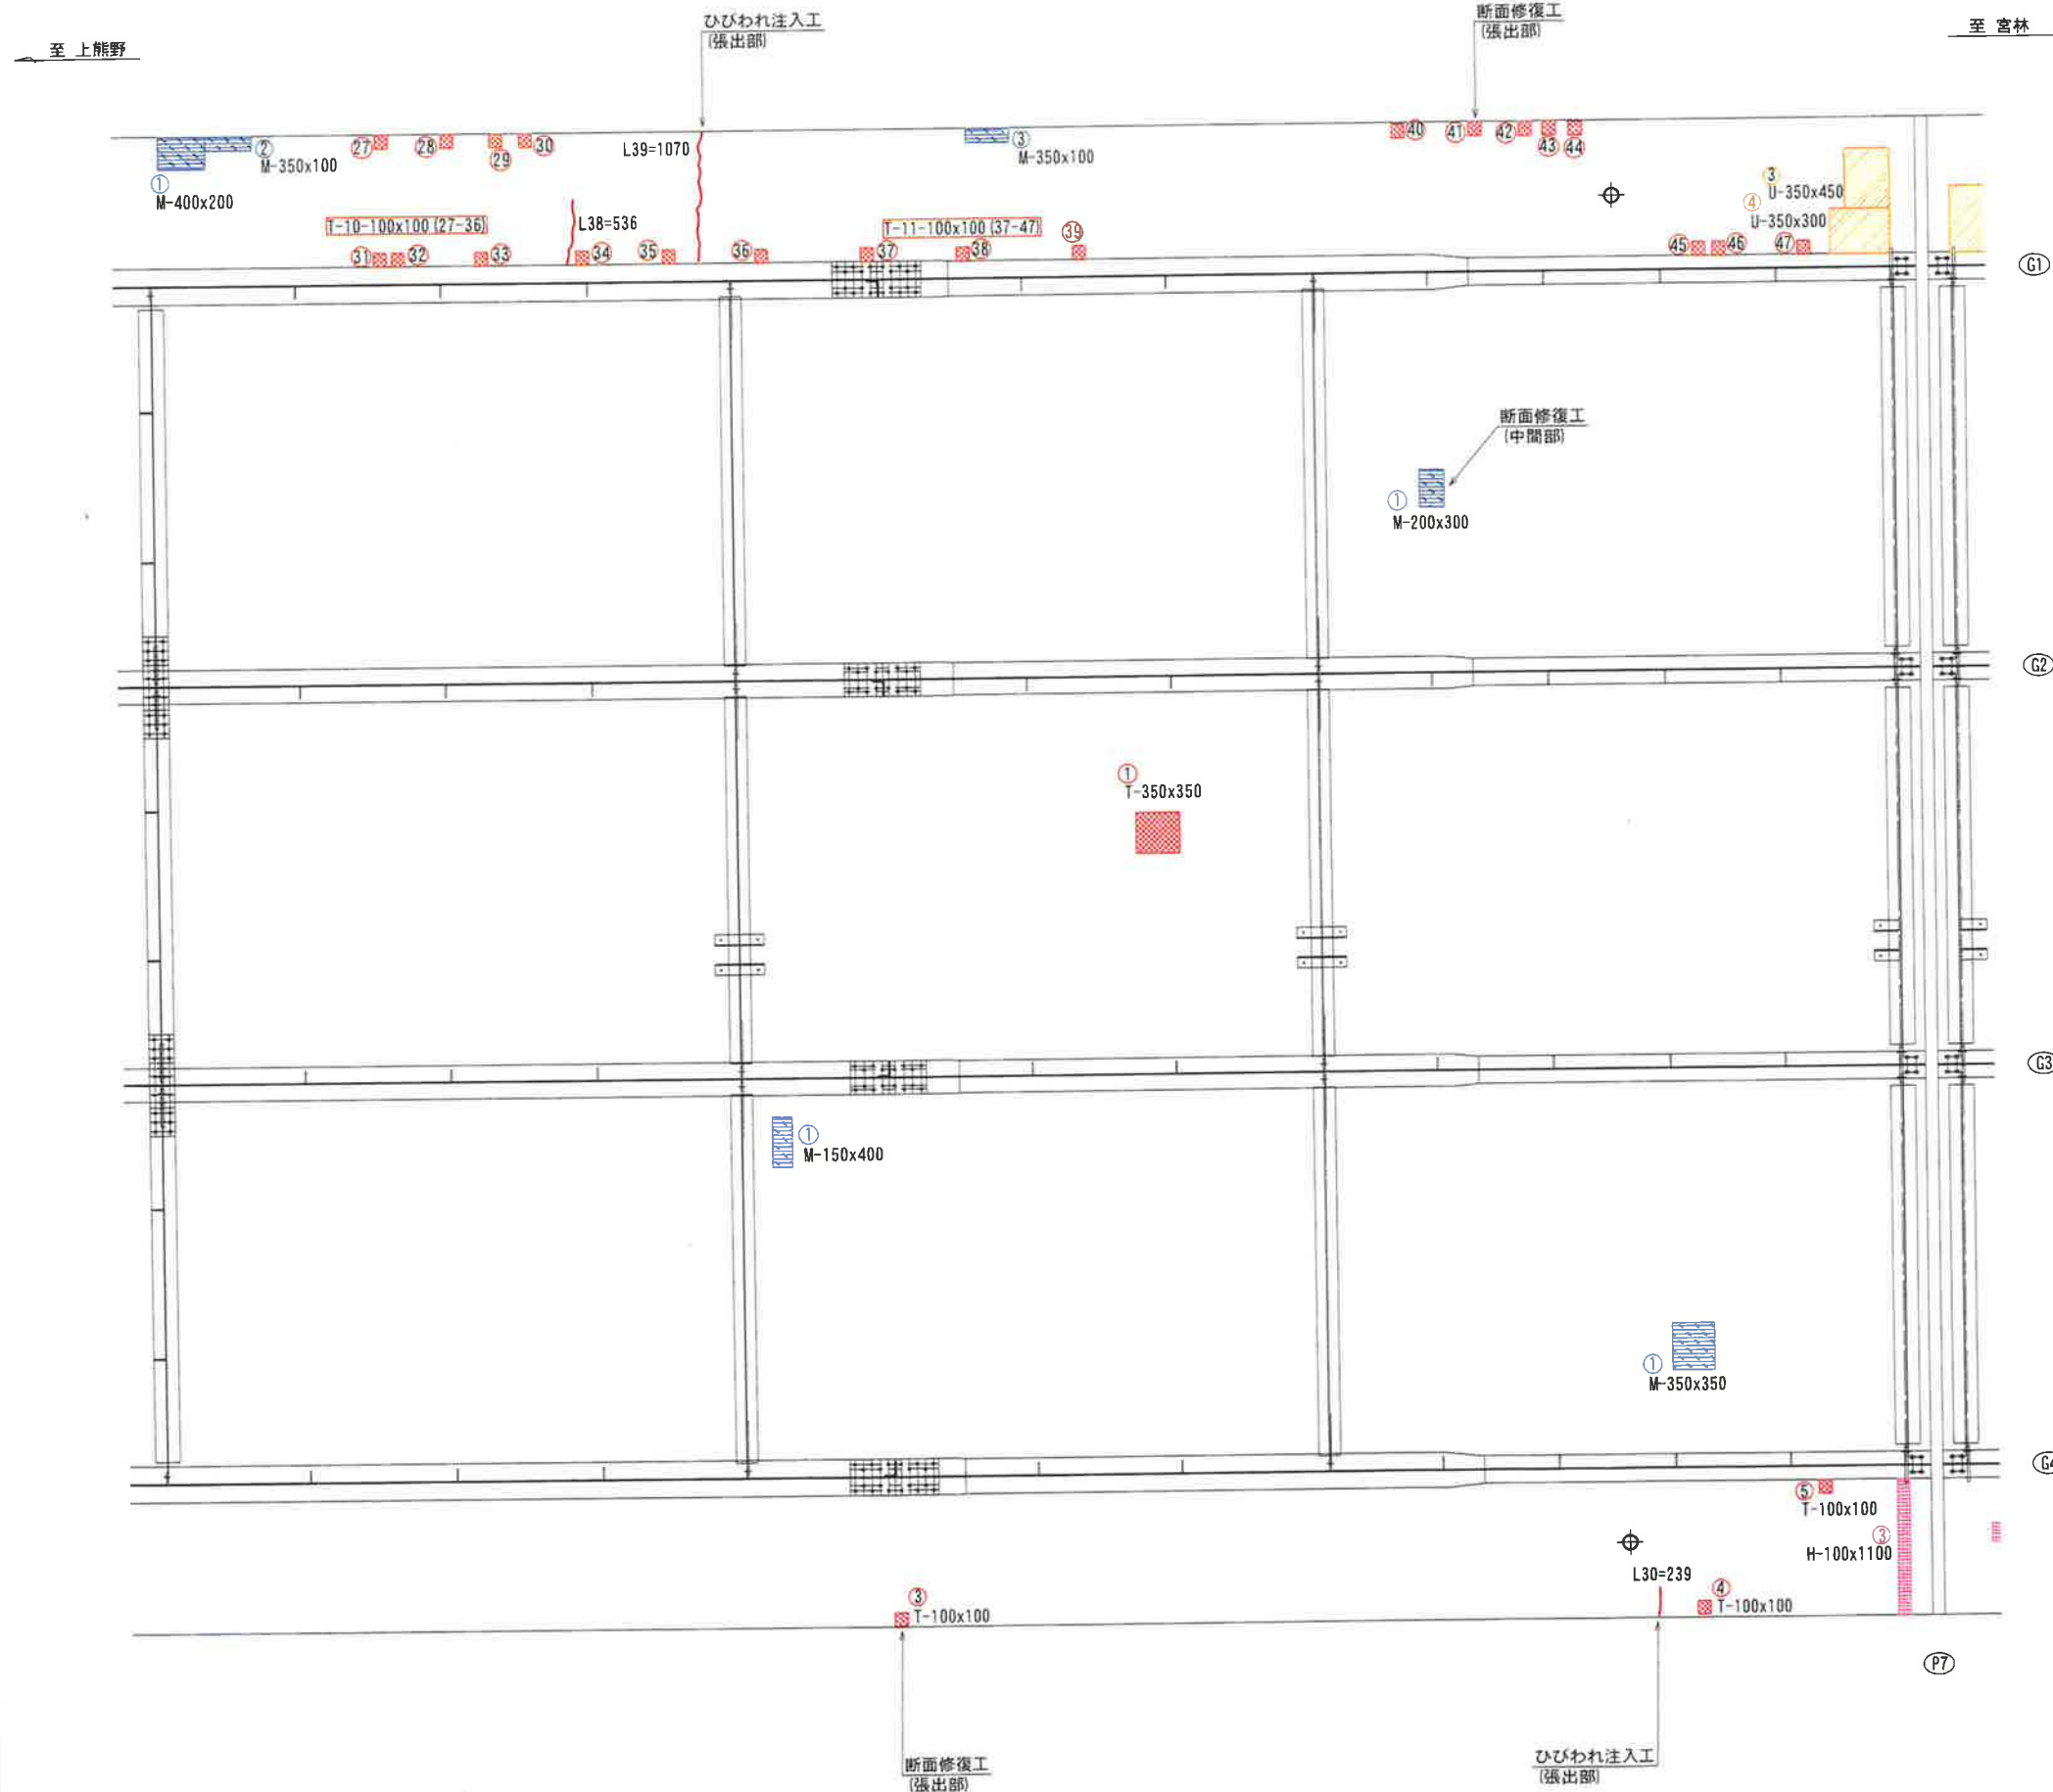 至 上熊野
ひびわれ注入工
(張出部)
断面修復工
(張出部)
至 宮林
① M-400x200
② M-350x100
㉗
㉘
㉙
㉚
L39=1070
③ M-350x100
㊵
㊶
㊷
㊸
㊹
③ U-350x450
④ U-350x300
T-10-100x100 (27-36)
L38=536
T-11-100x100 (37-47)
㉛
㉜
㉝
㉞
㉟
㊱
㊲
㊳
㊴
㊺
㊻
㊼
G1
断面修復工
(中間部)
① M-200x300
G2
① T-350x350
G3
① M-150x400
① M-350x350
G4
⑤ T-100x100
③ H-100x1100
L30=239
④ T-100x100
③ T-100x100
P7
断面修復工
(張出部)
ひびわれ注入工
(張出部)